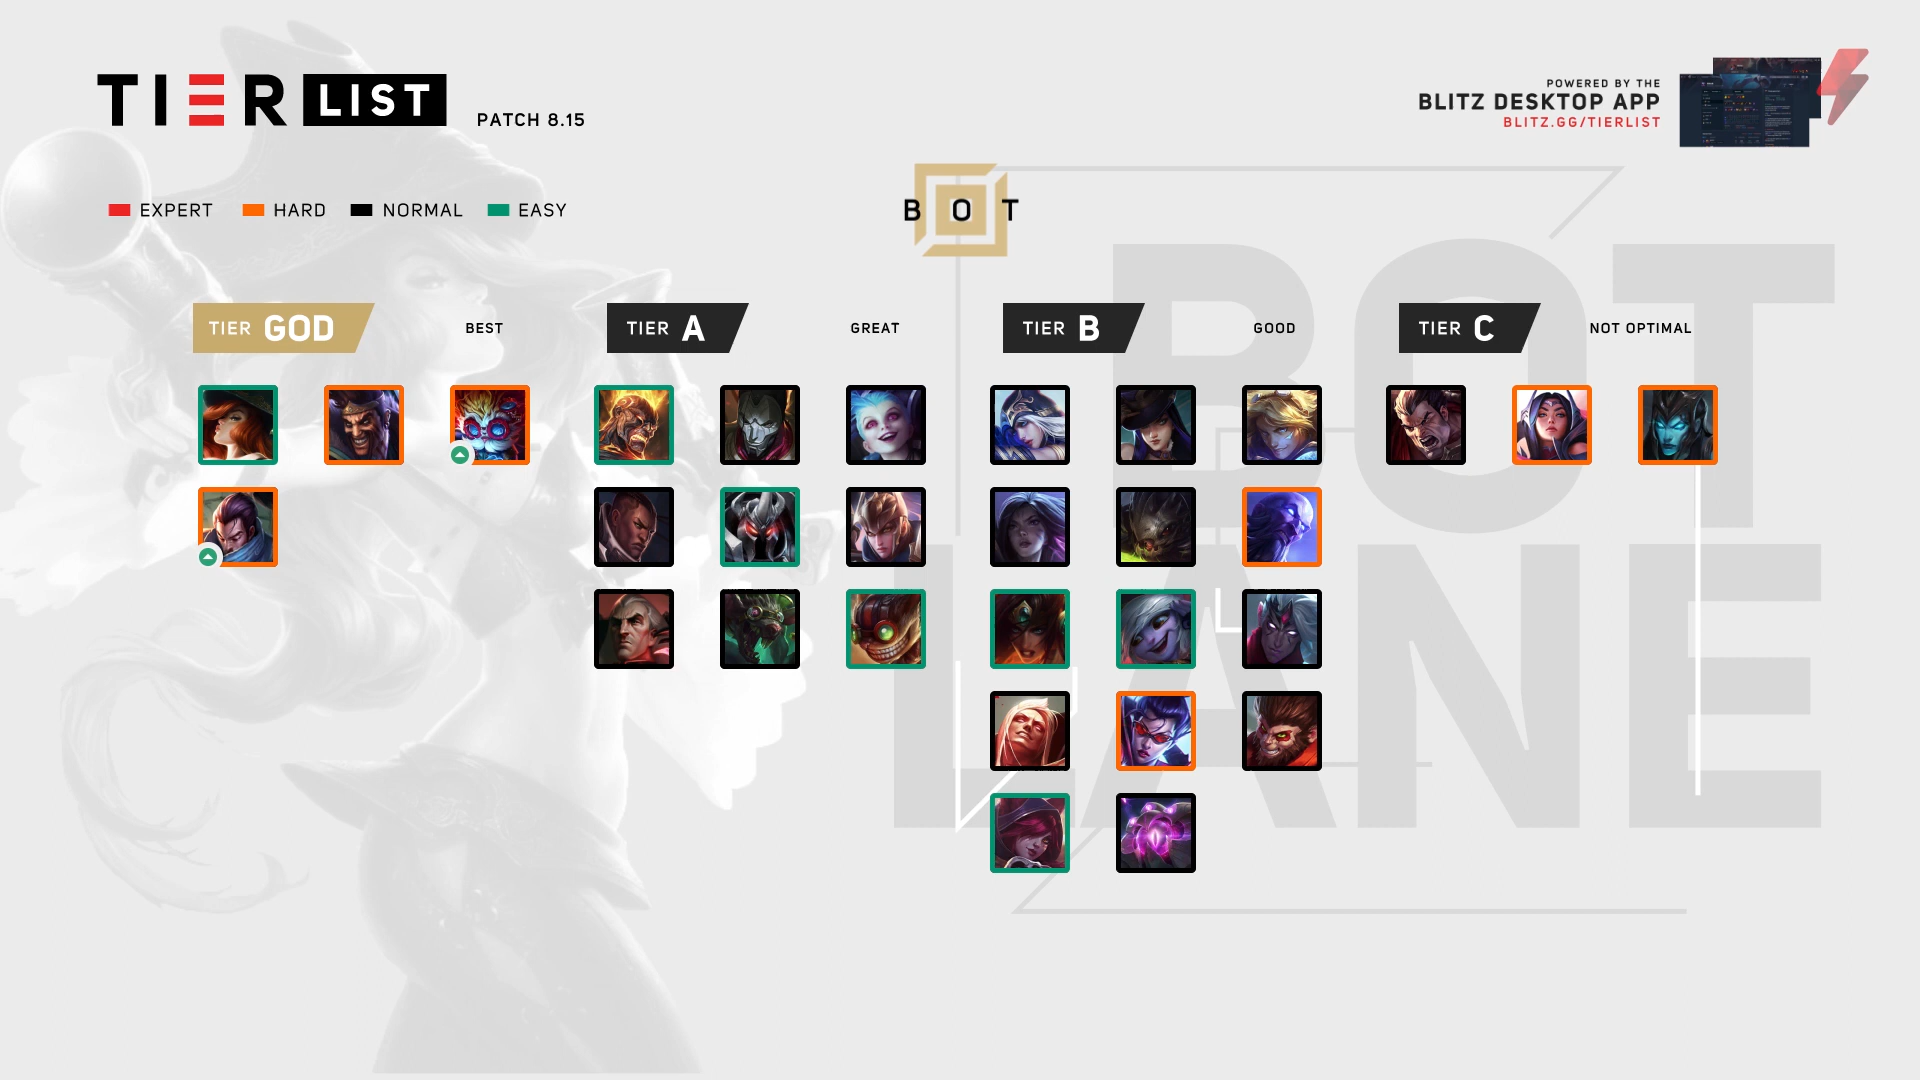 TIER LIST
PATCH 8.15
POWERED BY THE
BLITZ DESKTOP APP
BLITZ.GG/TIERLIST
EXPERT HARD NORMAL EASY
BOT
BOT
LANE
TIER GOD BEST
TIER A GREAT
TIER B GOOD
TIER C NOT OPTIMAL